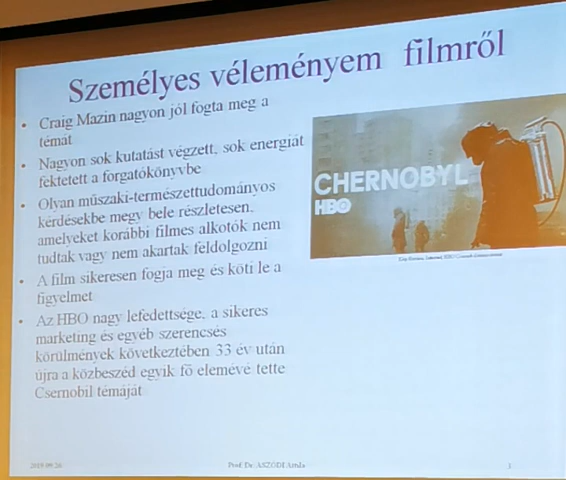 Személyes véleményem filmről
• Craig Mazin nagyon jól fogta meg a
témát
• Nagyon sok kutatást végzett, sok energiát
fektetett a forgatókönyvbe
• Olyan műszaki-természettudományos
kérdésekbe megy bele részletesen,
amelyeket korábbi filmes alkotók nem
tudtak vagy nem akartak feldolgozni
• A film sikeresen fogja meg és köti le a
figyelmet
• Az HBO nagy lefedettsége, a sikeres
marketing és egyéb szerencsés
körülmények következtében 33 év után
újra a közbeszéd egyik fő elemévé tette
Csernobil témáját
CHERNOBYL
HBO
Prof. Dr. ASZÓDI Attila